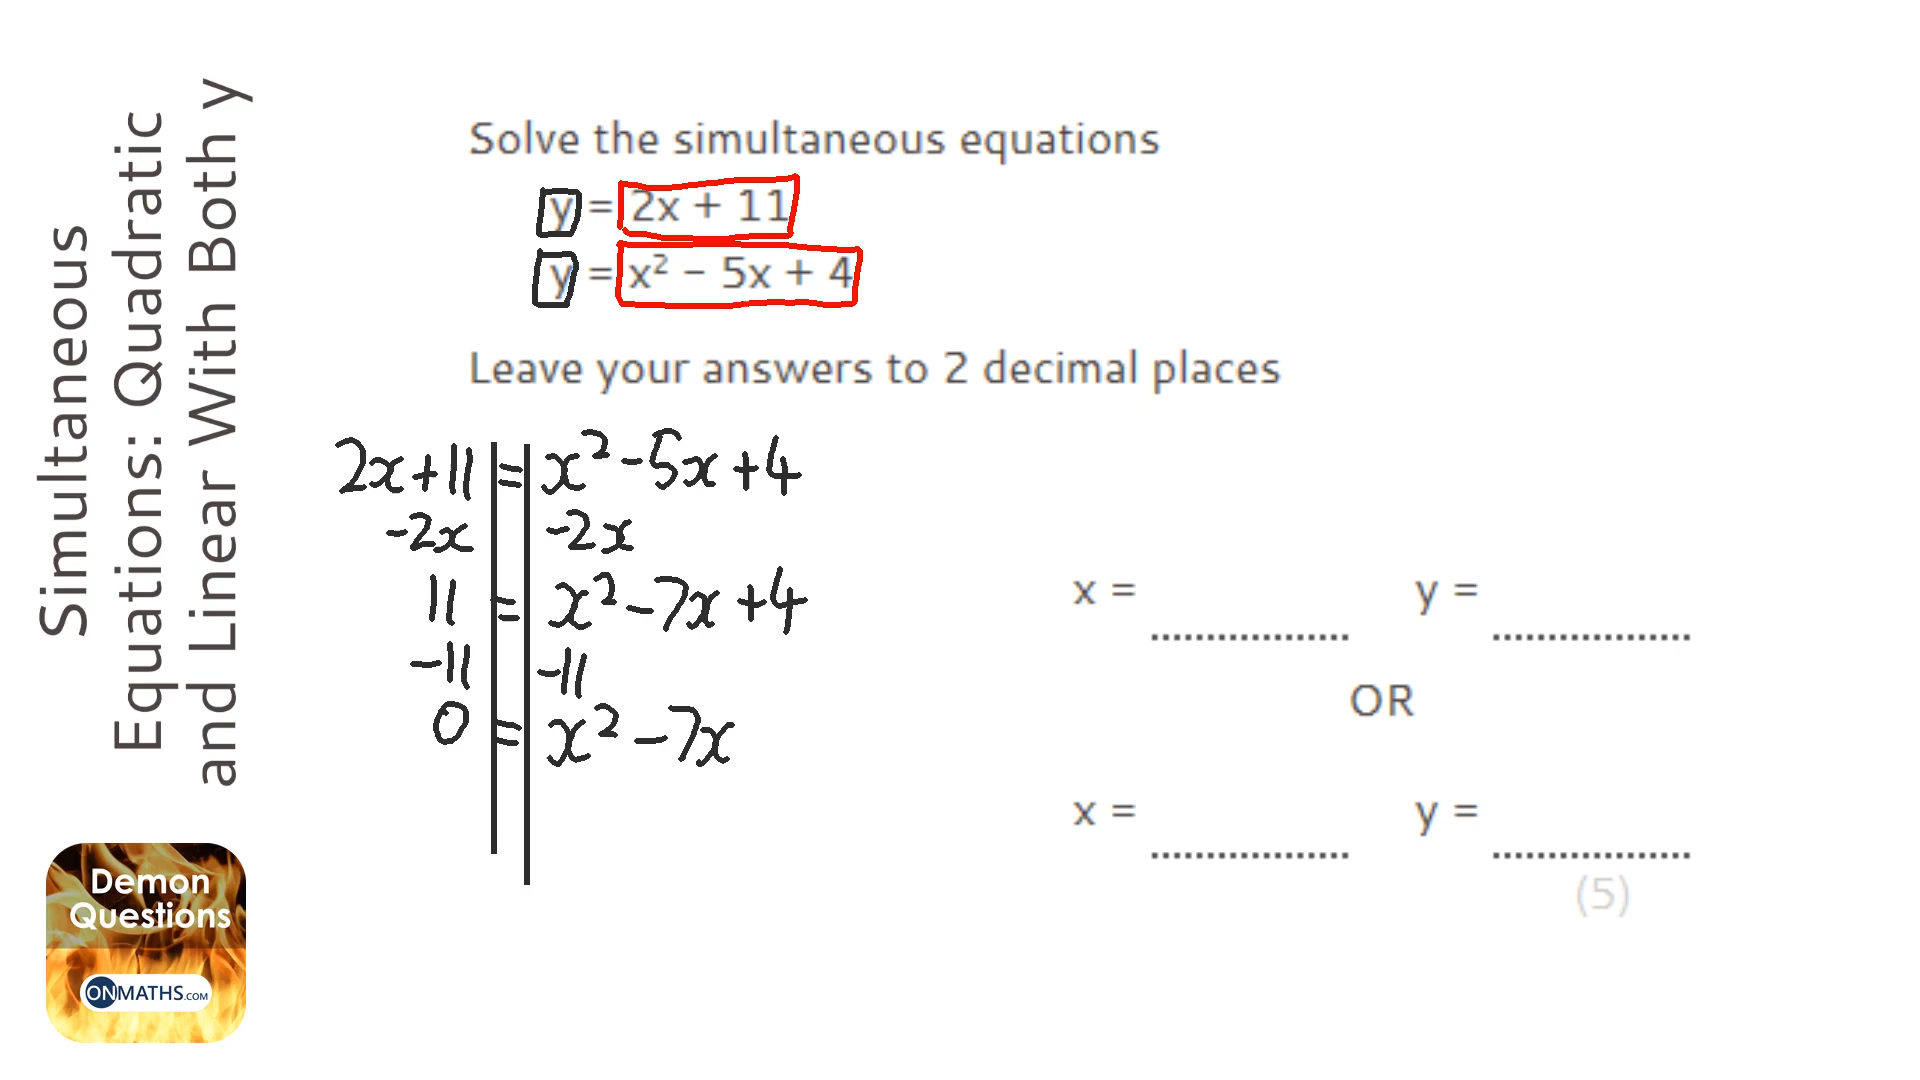 Simultaneous
Equations: Quadratic
and Linear With Both y
Solve the simultaneous equations
y = 2x + 11
y = x² − 5x + 4
Leave your answers to 2 decimal places
2x+11 = x²-5x+4
-2x -2x
11 = x²-7x+4
-11 -11
0 = x²-7x
x = .................. y = ..................
OR
x = .................. y = ..................
(5)
Demon
Questions
ONMATHS.COM